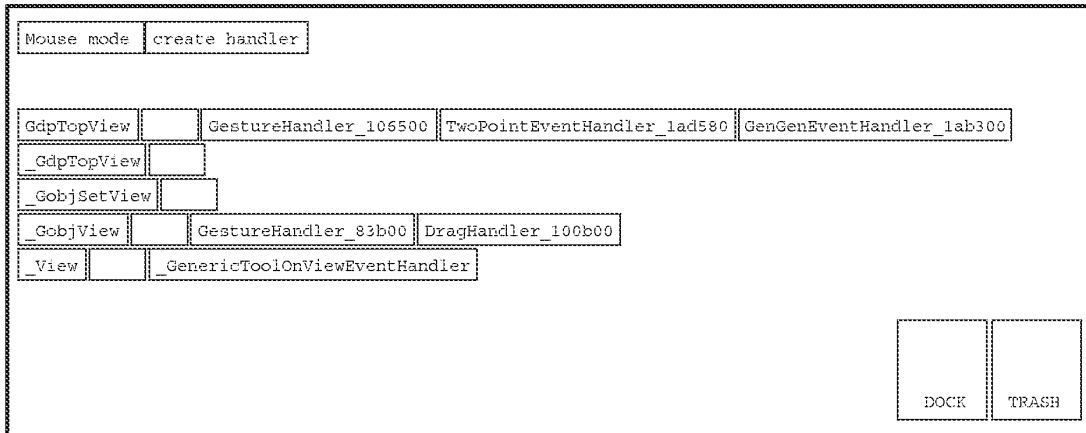 Mouse mode create handler
GdpTopView GestureHandler_106500 TwoPointEventHandler_1ad580 GenGenEventHandler_1ab300
_GdpTopView
_GobjSetView
_GobjView GestureHandler_83b00 DragHandler_100b00
_View _GenericToolOnViewEventHandler
DOCK TRASH